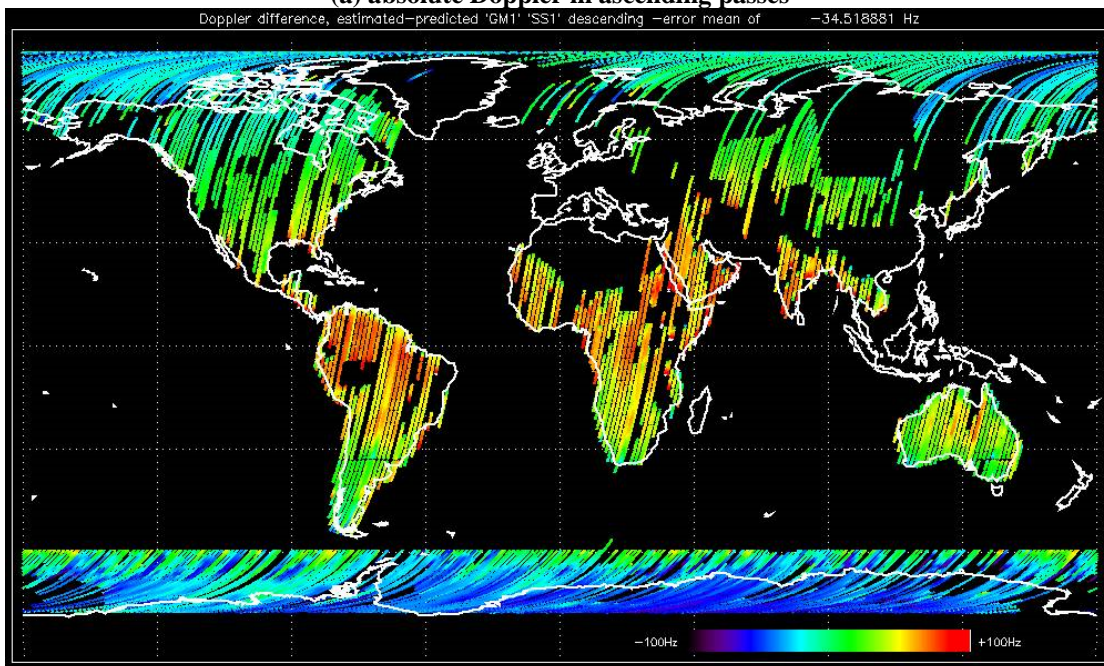 (a) absolute Doppler in ascending passes
Doppler difference, estimated-predicted 'GM1' 'SS1' descending -error mean of -34.518881 Hz
-100Hz +100Hz